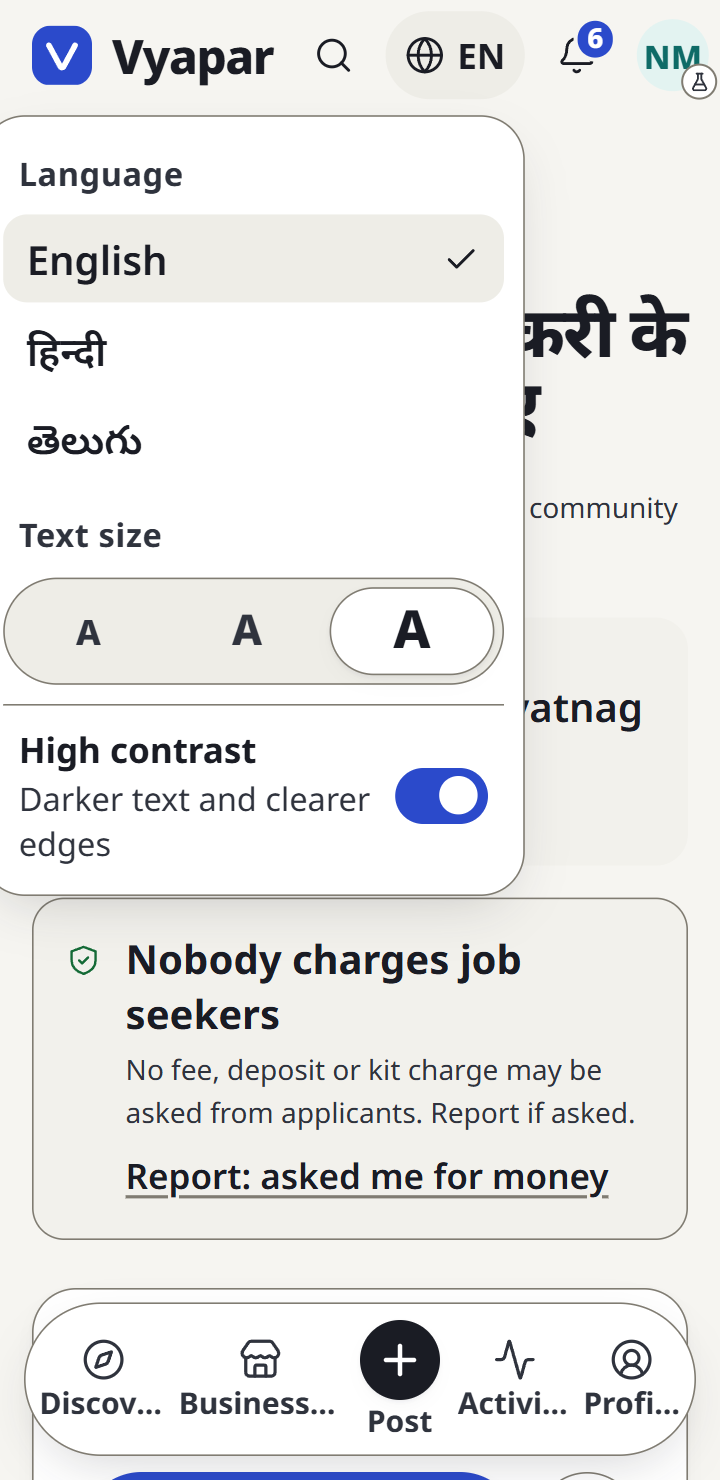 Vyapar
EN
6
NM
Language
English
हिन्दी
తెలుగు
Text size
A A A
High contrast
Darker text and clearer
edges
के
community
Nobody charges job
seekers
No fee, deposit or kit charge may be
asked from applicants. Report if asked.
Report: asked me for money
Discov... Business... Post Activi... Profi...